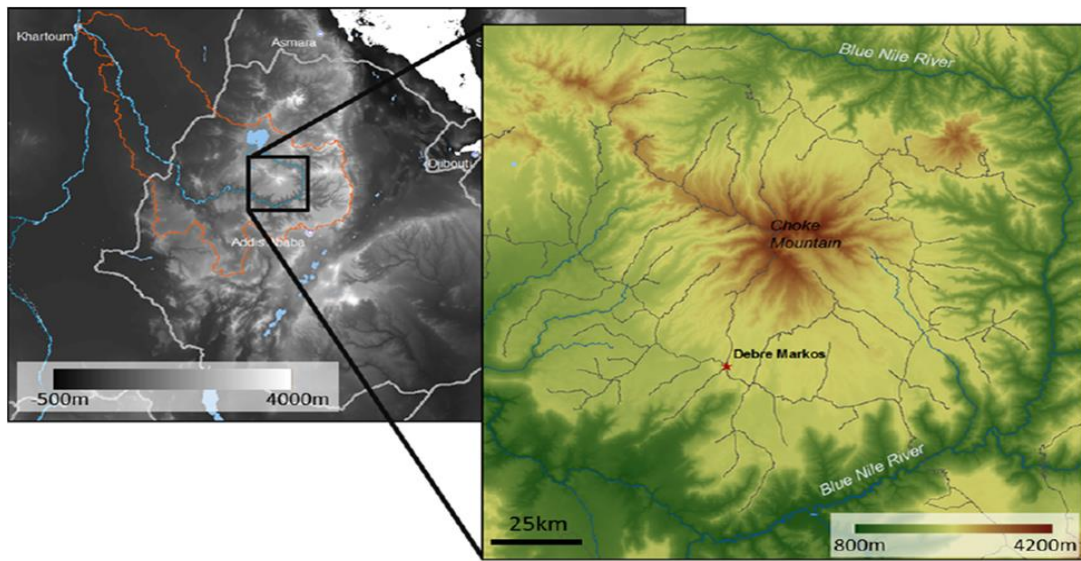 Khartoum
Asmara
Djibouti
Addis Ababa
-500m 4000m
Blue Nile River
Choke
Mountain
Debre Markos
Blue Nile River
25km
800m 4200m